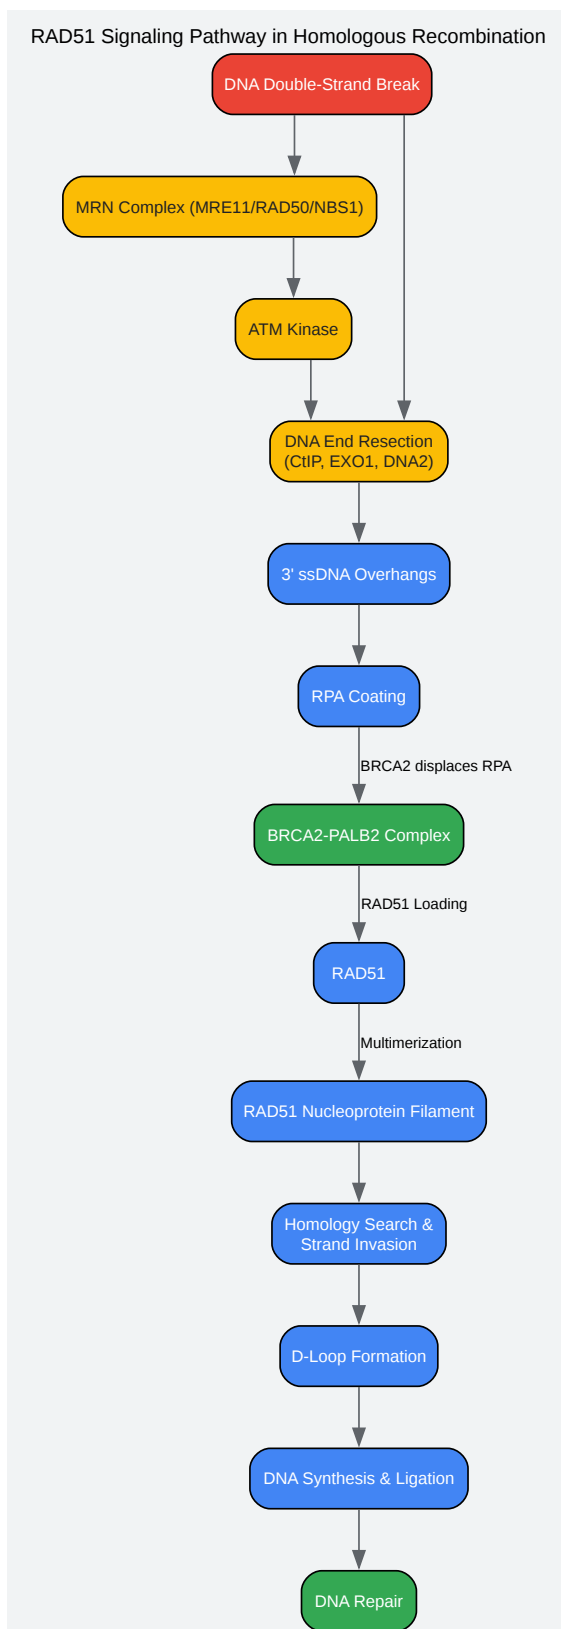 RAD51 Signaling Pathway in Homologous Recombination
DNA Double-Strand Break
MRN Complex (MRE11/RAD50/NBS1)
ATM Kinase
DNA End Resection
(CtIP, EXO1, DNA2)
3' ssDNA Overhangs
RPA Coating
BRCA2 displaces RPA
BRCA2-PALB2 Complex
RAD51 Loading
RAD51
Multimerization
RAD51 Nucleoprotein Filament
Homology Search &
Strand Invasion
D-Loop Formation
DNA Synthesis & Ligation
DNA Repair